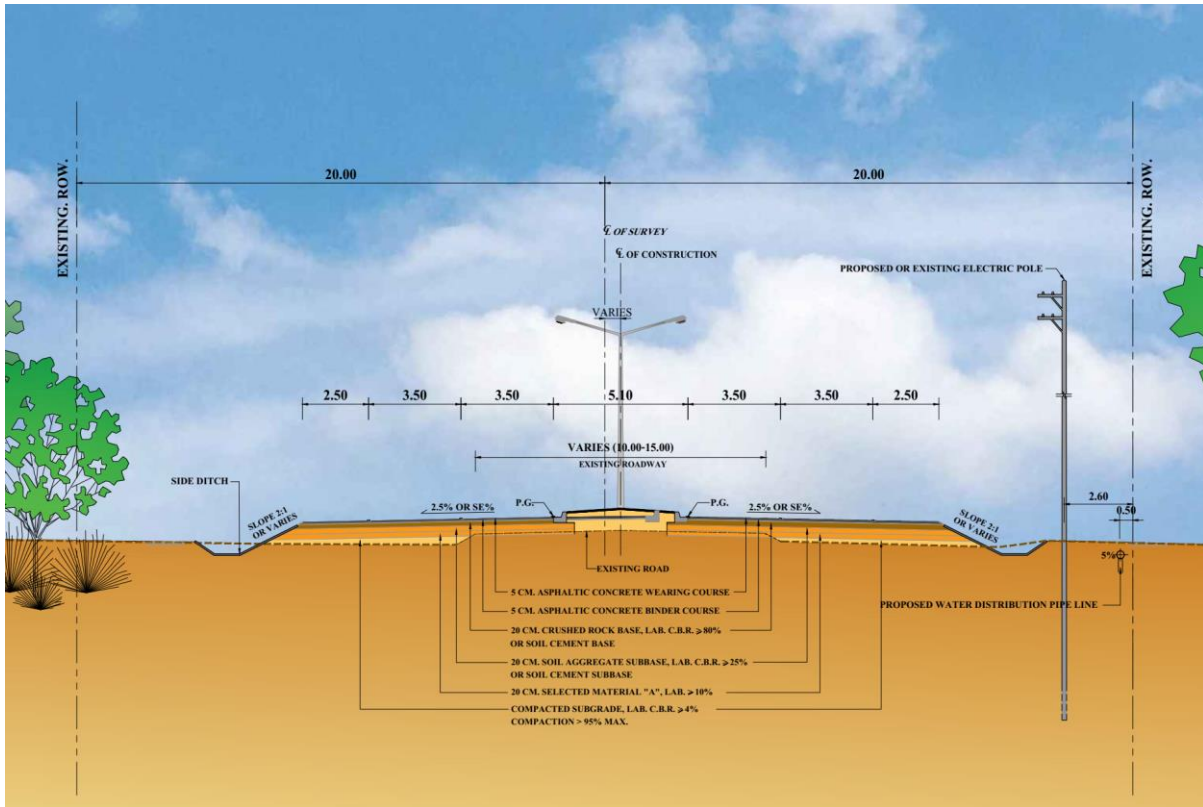 20.00
20.00
EXISTING. ROW.
EXISTING. ROW.
℄ OF SURVEY
℄ OF CONSTRUCTION
PROPOSED OR EXISTING ELECTRIC POLE
VARIES
2.50
3.50
3.50
5.10
3.50
3.50
2.50
VARIES (10.00-15.00)
EXISTING ROADWAY
SIDE DITCH
SLOPE 2:1
OR VARIES
2.5% OR SE%
P.G.
P.G.
2.5% OR SE%
SLOPE 2:1
OR VARIES
2.60
0.50
5%
EXISTING ROAD
PROPOSED WATER DISTRIBUTION PIPE LINE
5 CM. ASPHALTIC CONCRETE WEARING COURSE
5 CM. ASPHALTIC CONCRETE BINDER COURSE
20 CM. CRUSHED ROCK BASE, LAB. C.B.R. ⩾80%
OR SOIL CEMENT BASE
20 CM. SOIL AGGREGATE SUBBASE, LAB. C.B.R. ⩾25%
OR SOIL CEMENT SUBBASE
20 CM. SELECTED MATERIAL "A", LAB. ⩾10%
COMPACTED SUBGRADE, LAB. C.B.R. ⩾4%
COMPACTION > 95% MAX.